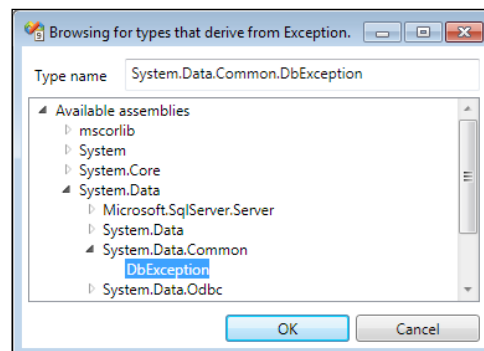 Browsing for types that derive from Exception.
Type name System.Data.Common.DbException
Available assemblies
mscorlib
System
System.Core
System.Data
Microsoft.SqlServer.Server
System.Data
System.Data.Common
DbException
System.Data.Odbc
OK Cancel